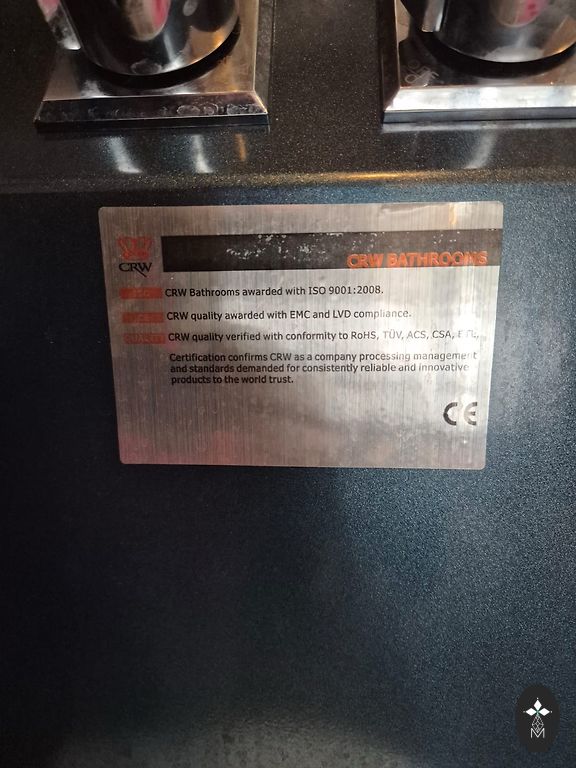 CRW BATHROOMS
CRW
CRW Bathrooms awarded with ISO 9001:2008.
CRW quality awarded with EMC and LVD compliance.
QUALITY CRW quality verified with conformity to RoHS, TÜV, ACS, CSA,
Certification confirms CRW as a company processing management
and standards demanded for consistently reliable and innovative
products to the world trust.
CE
M